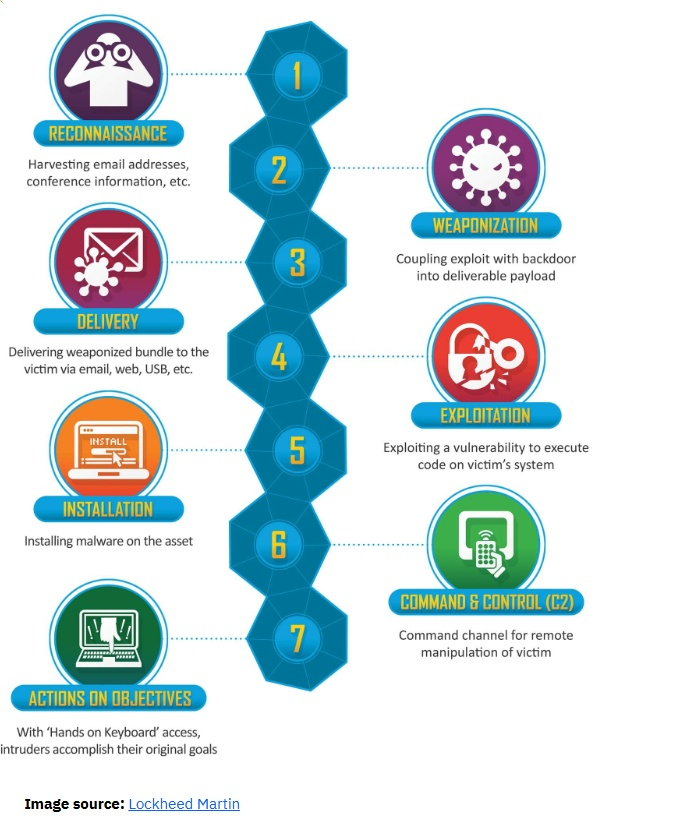 1
RECONNAISSANCE
Harvesting email addresses,
conference information, etc.
2
WEAPONIZATION
Coupling exploit with backdoor
into deliverable payload
3
DELIVERY
Delivering weaponized bundle to the
victim via email, web, USB, etc.
4
EXPLOITATION
Exploiting a vulnerability to execute
code on victim's system
5
INSTALL
INSTALLATION
Installing malware on the asset
6
COMMAND & CONTROL (C2)
Command channel for remote
manipulation of victim
7
ACTIONS ON OBJECTIVES
With 'Hands on Keyboard' access,
intruders accomplish their original goals
Image source: Lockheed Martin